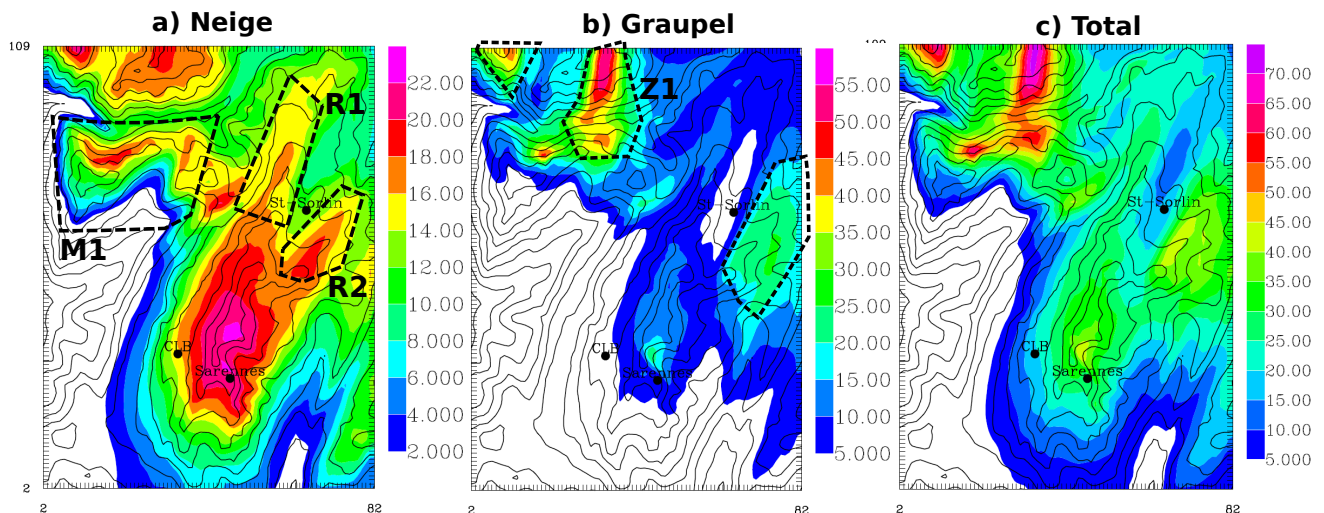 a) Neige
b) Graupel
c) Total
109
22.00
20.00
18.00
16.00
14.00
12.00
10.00
8.000
6.000
4.000
2.000
R1
St-Sorlin
M1
R2
CLB
Sarennes
2
2
82
55.00
50.00
45.00
40.00
35.00
30.00
25.00
20.00
15.00
10.00
5.000
Z1
St-Sorlin
Sarennes
2
82
70.00
65.00
60.00
55.00
50.00
45.00
40.00
35.00
30.00
25.00
20.00
15.00
10.00
5.000
St-Sorlin
CLB
Sarennes
2
82